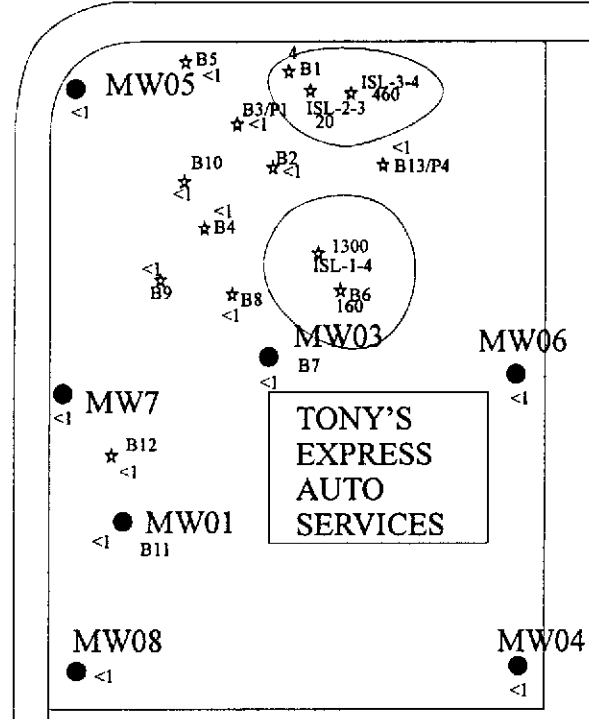 4
B5
<1
B1
MW05
ISL-3-4
460
ISL-2-3
20
B3/P1
<1
<1
B13/P4
B2
<1
B10
<1
<1
B4
1300
ISL-1-4
<1
B9
B8
<1
B6
160
MW03
<1
B7
MW06
<1
MW7
<1
TONY'S
EXPRESS
AUTO
SERVICES
B12
<1
MW01
<1
B11
MW08
<1
MW04
<1